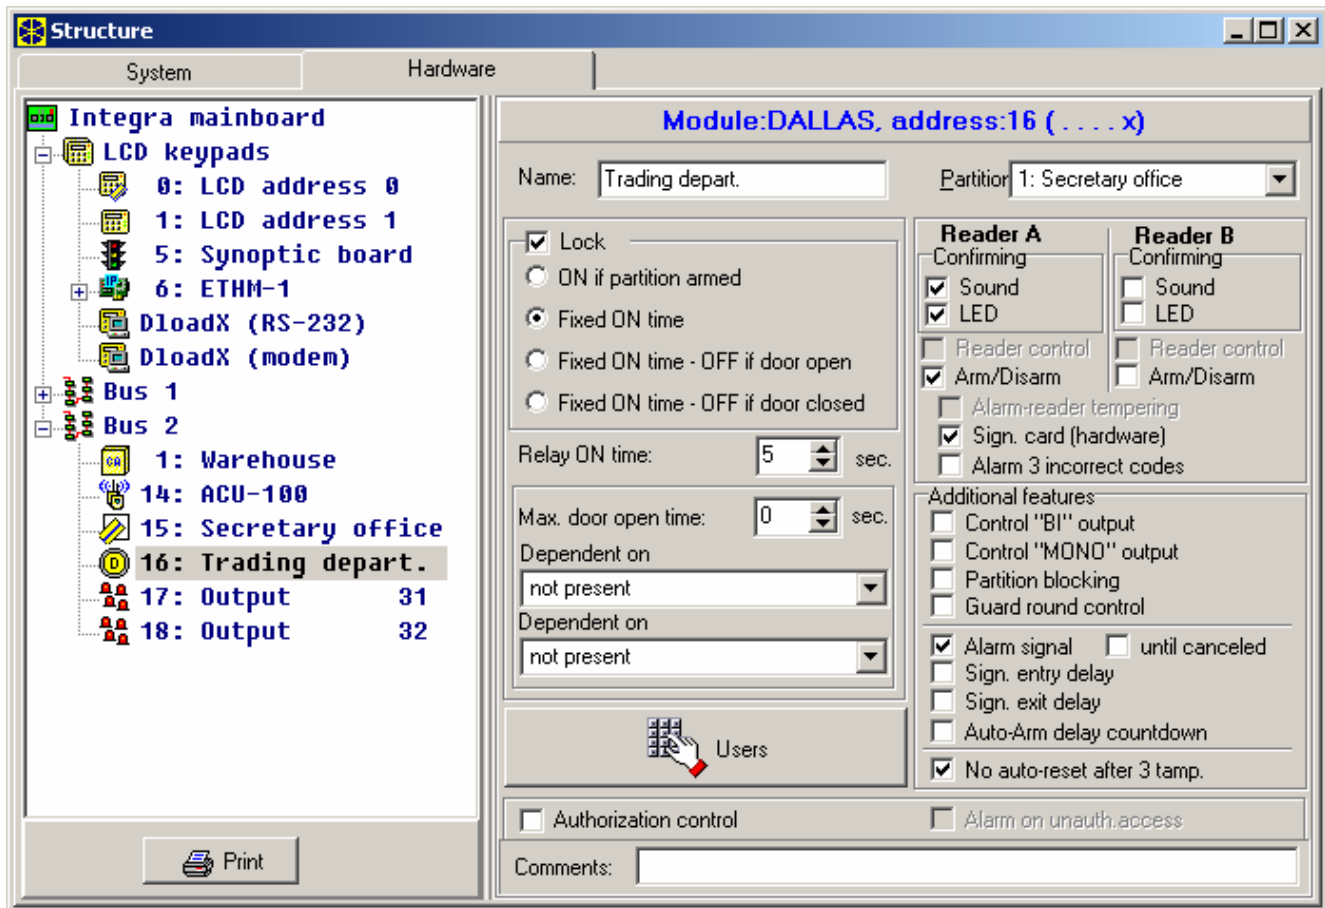 Structure
System
Hardware
Integra mainboard
LCD keypads
0: LCD address 0
1: LCD address 1
5: Synoptic board
6: ETHM-1
DloadX (RS-232)
DloadX (modem)
Bus 1
Bus 2
1: Warehouse
14: ACU-100
15: Secretary office
16: Trading depart.
17: Output 31
18: Output 32
Print
Module:DALLAS, address:16 ( . . . . x)
Name: Trading depart.
Partition 1: Secretary office
Lock
ON if partition armed
Fixed ON time
Fixed ON time - OFF if door open
Fixed ON time - OFF if door closed
Relay ON time: 5 sec.
Max. door open time: 0 sec.
Dependent on
not present
Dependent on
not present
Users
Reader A
Confirming
Sound
LED
Reader control
Arm/Disarm
Reader B
Confirming
Sound
LED
Reader control
Arm/Disarm
Alarm-reader tempering
Sign. card (hardware)
Alarm 3 incorrect codes
Additional features
Control "BI" output
Control "MONO" output
Partition blocking
Guard round control
Alarm signal until canceled
Sign. entry delay
Sign. exit delay
Auto-Arm delay countdown
No auto-reset after 3 tamp.
Authorization control
Alarm on unauth.access
Comments: